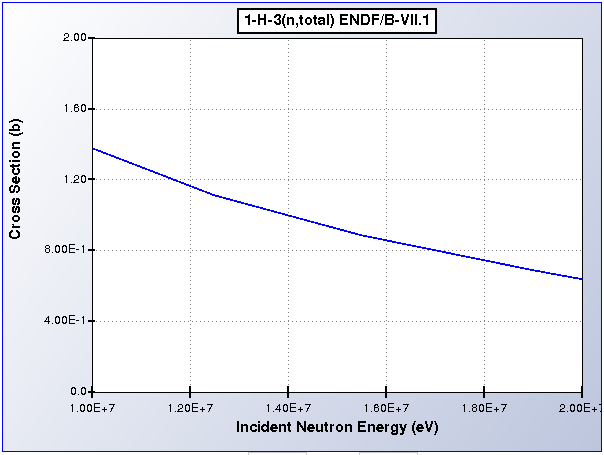 1-H-3(n,total) ENDF/B-VII.1
Cross Section (b)
2.00
1.60
1.20
8.00E-1
4.00E-1
0.0
1.00E+7 1.20E+7 1.40E+7 1.60E+7 1.80E+7 2.00E+7
Incident Neutron Energy (eV)